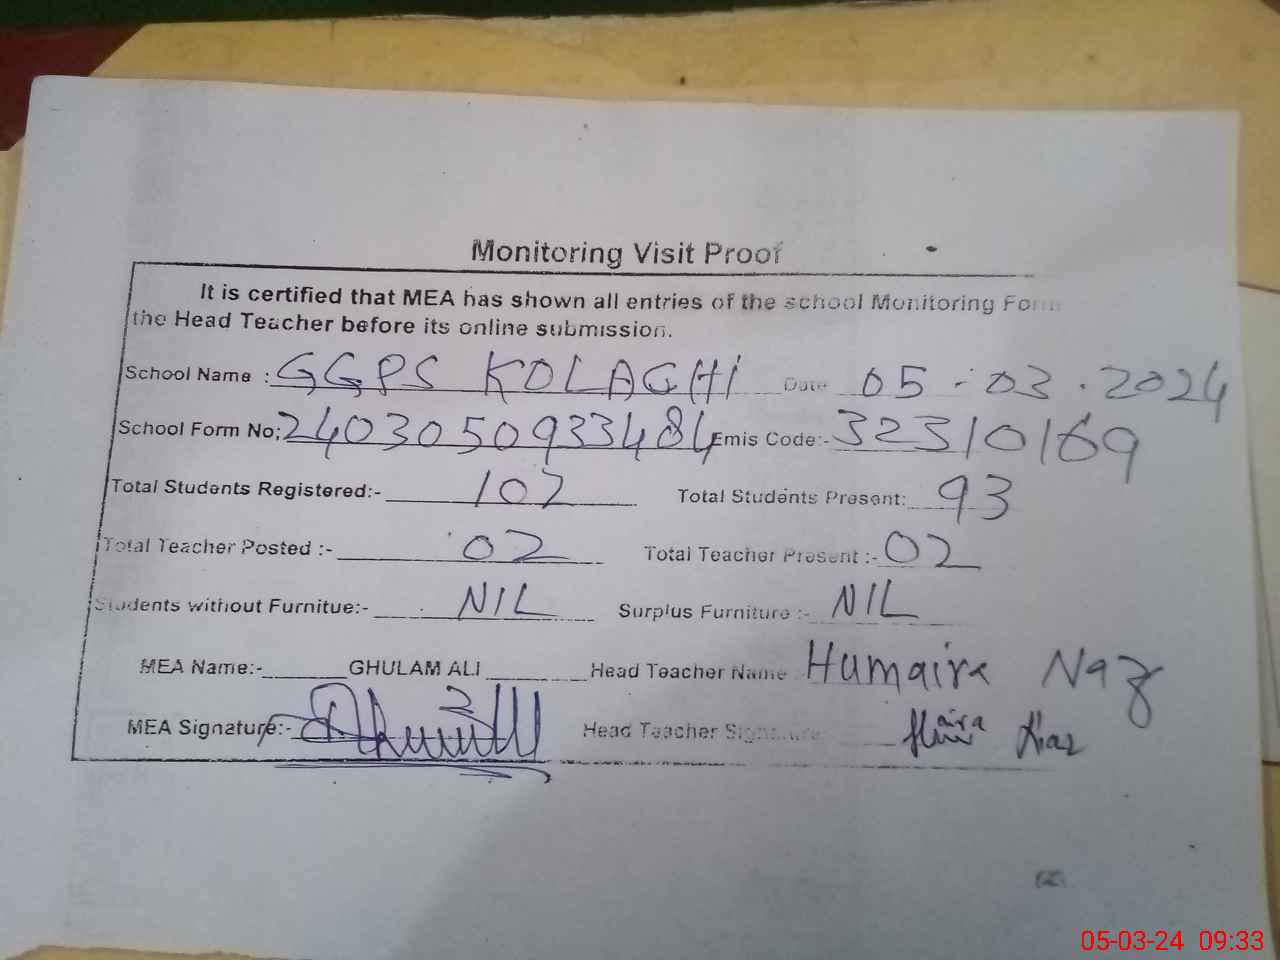 Monitoring Visit Proof
It is certified that MEA has shown all entries of the school Monitoring Form
the Head Teacher before its online submission.
School Name : GGPS KOLACHI Date 05-03.2024
School Form No; 24030509933484 Emis Code:- 32310169
Total Students Registered:- 102 Total Students Present: 93
Total Teacher Posted :- 02 Total Teacher Present :- 02
Students without Furnitue:- NIL Surplus Furniture :- NIL
MEA Name:- GHULAM ALI Head Teacher Name Humaira Naz
MEA Signature:- Head Teacher Signature:
05-03-24 09:33